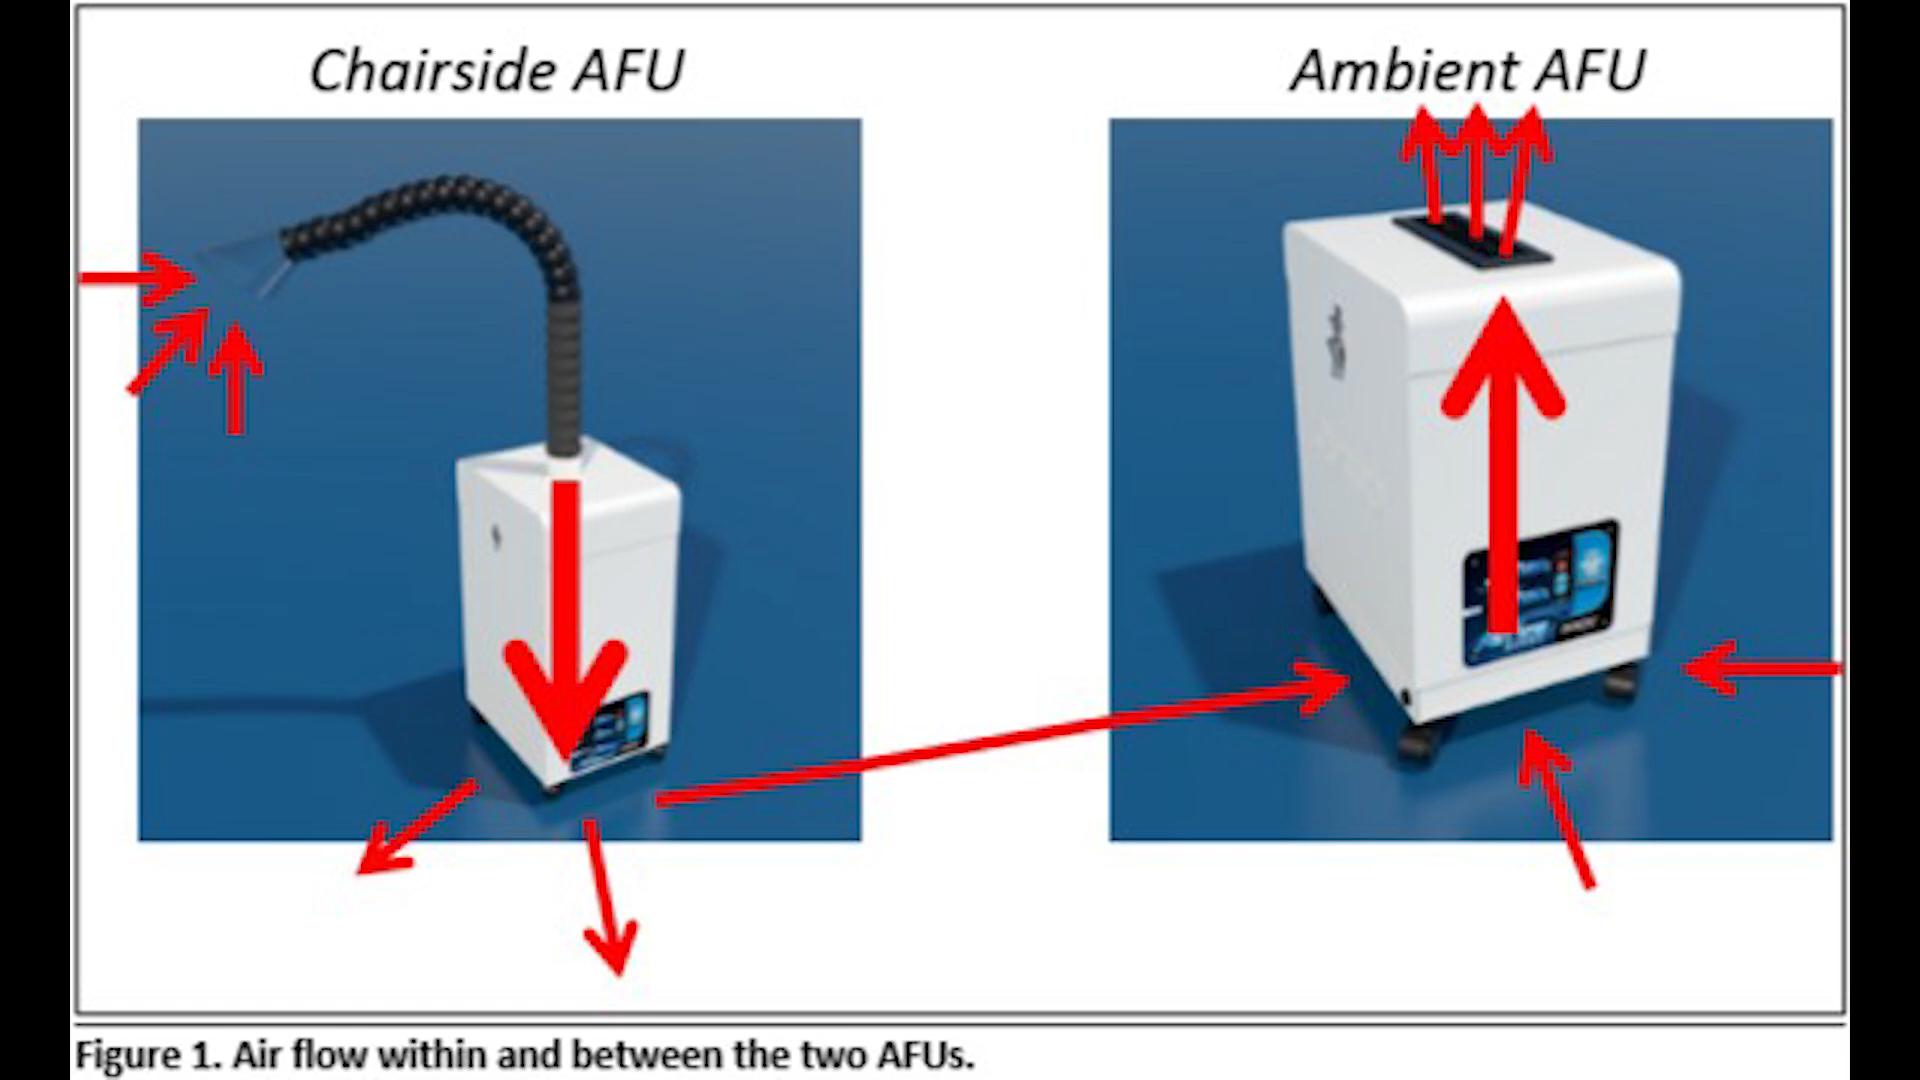 Chairside AFU
Ambient AFU
Figure 1. Air flow within and between the two AFUs.